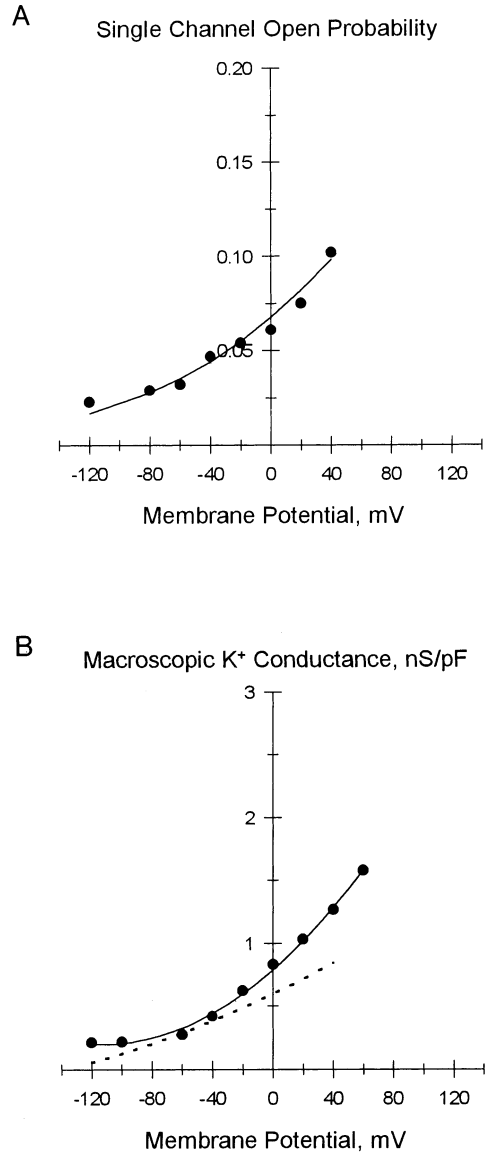 A
Single Channel Open Probability
0.20
0.15
0.10
0.05
-120 -80 -40 0 40 80 120
Membrane Potential, mV
B
Macroscopic K⁺ Conductance, nS/pF
3
2
1
-120 -80 -40 0 40 80 120
Membrane Potential, mV